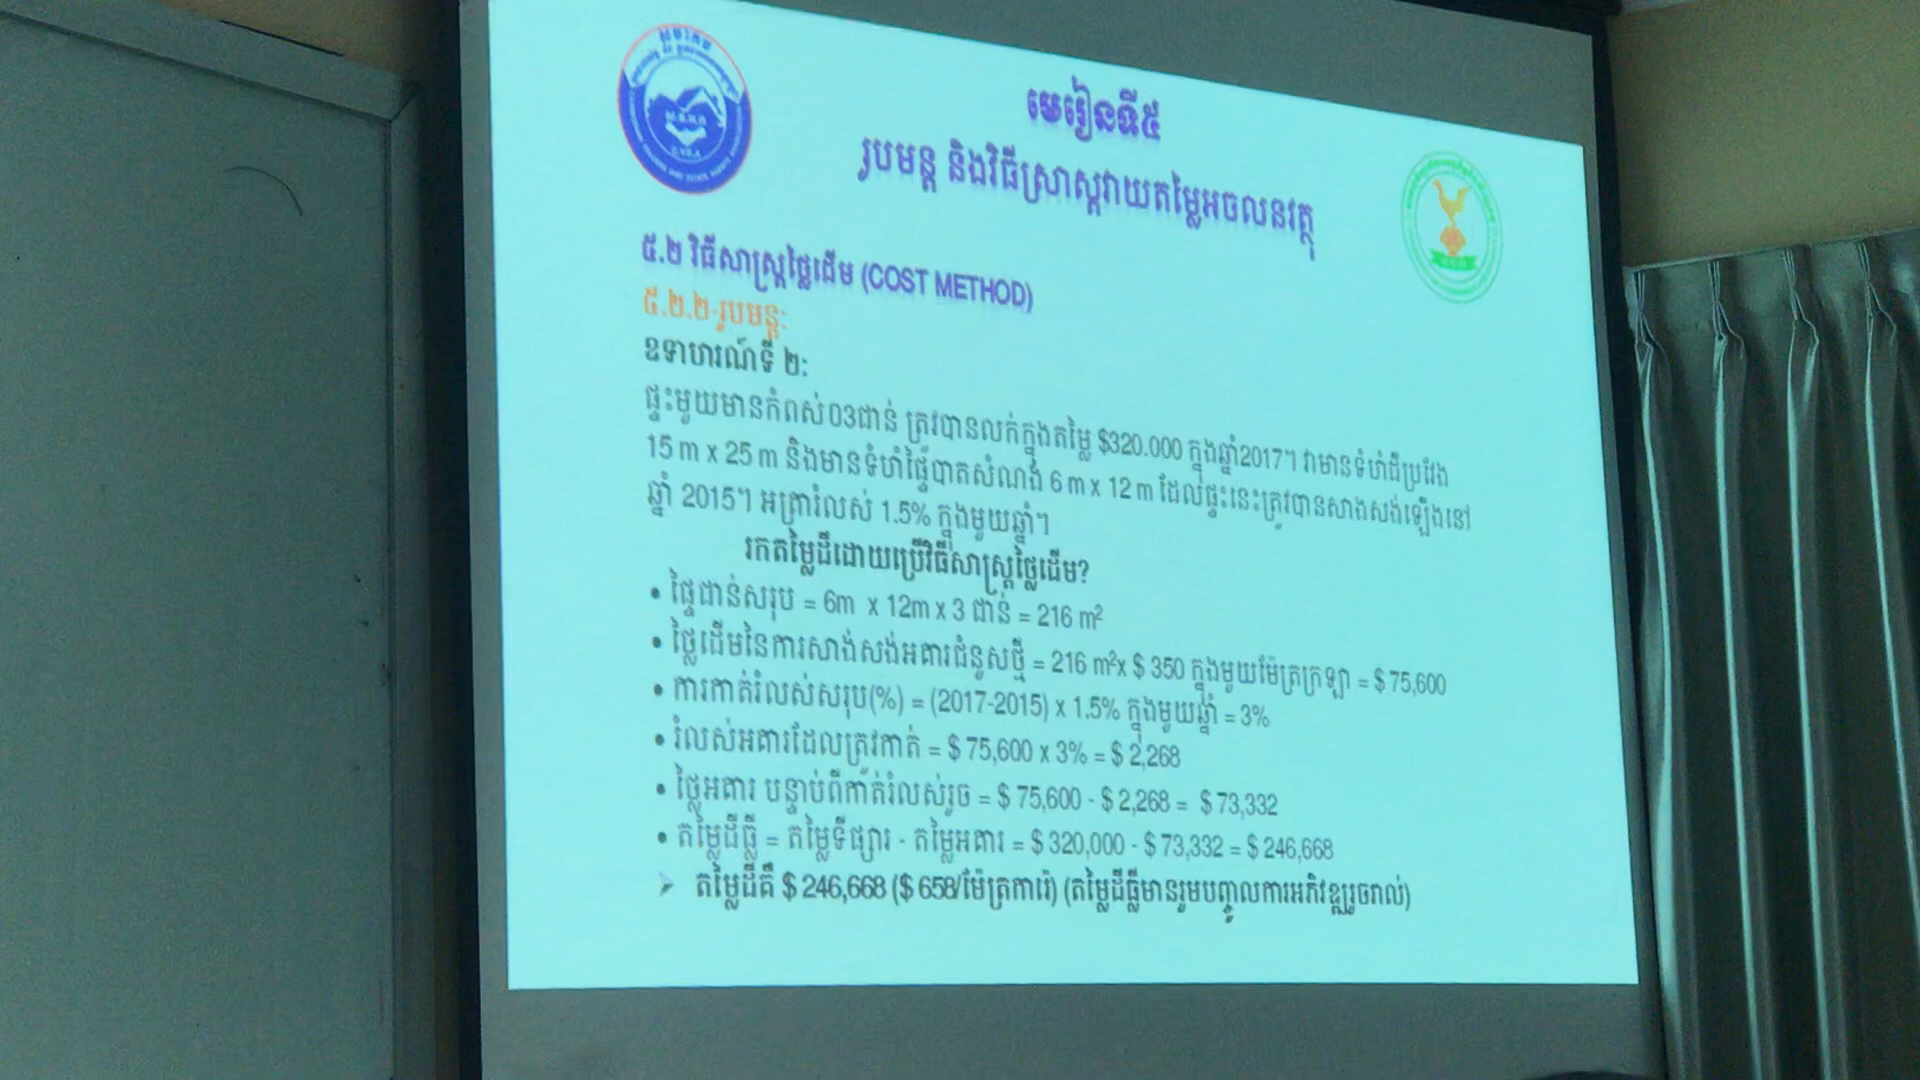 មេរៀនទី៥
រូបមន្ត និងវិធីស្រាស្តវាយតម្លៃអចលនវត្ថុ
៥.២ វិធីសាស្ត្រថ្លៃដើម (COST METHOD)
៥.២.២-រូបមន្តៈ
ឧទាហរណ៍ទី ២:
ផ្ទះមួយមានកំពស់ 03ជាន់ ត្រូវបានលក់ក្នុងតម្លៃ $320.000 ក្នុងឆ្នាំ2017។ វាមានទំហំដីប្រវែង
15 m x 25 m និងមានទំហំផ្ទៃបាតសំណង់ 6 m x 12 m ដែលផ្ទះនេះត្រូវបានសាងសង់ឡើងនៅ
ឆ្នាំ 2015។ អត្រារំលស់ 1.5% ក្នុងមួយឆ្នាំ។
រកតម្លៃដីដោយប្រើវិធីសាស្ត្រថ្លៃដើម?
• ផ្ទៃជាន់សរុប = 6m x 12m x 3 ជាន់ = 216 m²
• ថ្លៃដើមនៃការសាង់សង់អគារជំនួសថ្មី = 216 m²x $ 350 ក្នុងមួយម៉ែត្រក្រឡា = $ 75,600
• ការកាត់រំលស់សរុប(%) = (2017-2015) x 1.5% ក្នុងមួយឆ្នាំ = 3%
• រំលស់អគារដែលត្រូវកាត់ = $ 75,600 x 3% = $ 2,268
• ថ្លៃអគារ បន្ទាប់ពីកាត់រំលស់រួច = $ 75,600 - $ 2,268 = $ 73,332
• តម្លៃដីធ្លី = តម្លៃទីផ្សារ - តម្លៃអគារ = $ 320,000 - $ 73,332 = $ 246,668
➢ តម្លៃដីគឺ $ 246,668 ($ 658/ម៉ែត្រការ៉េ) (តម្លៃដីធ្លីមានរួមបញ្ចូលការអភិវឌ្ឍរួចរាល់)